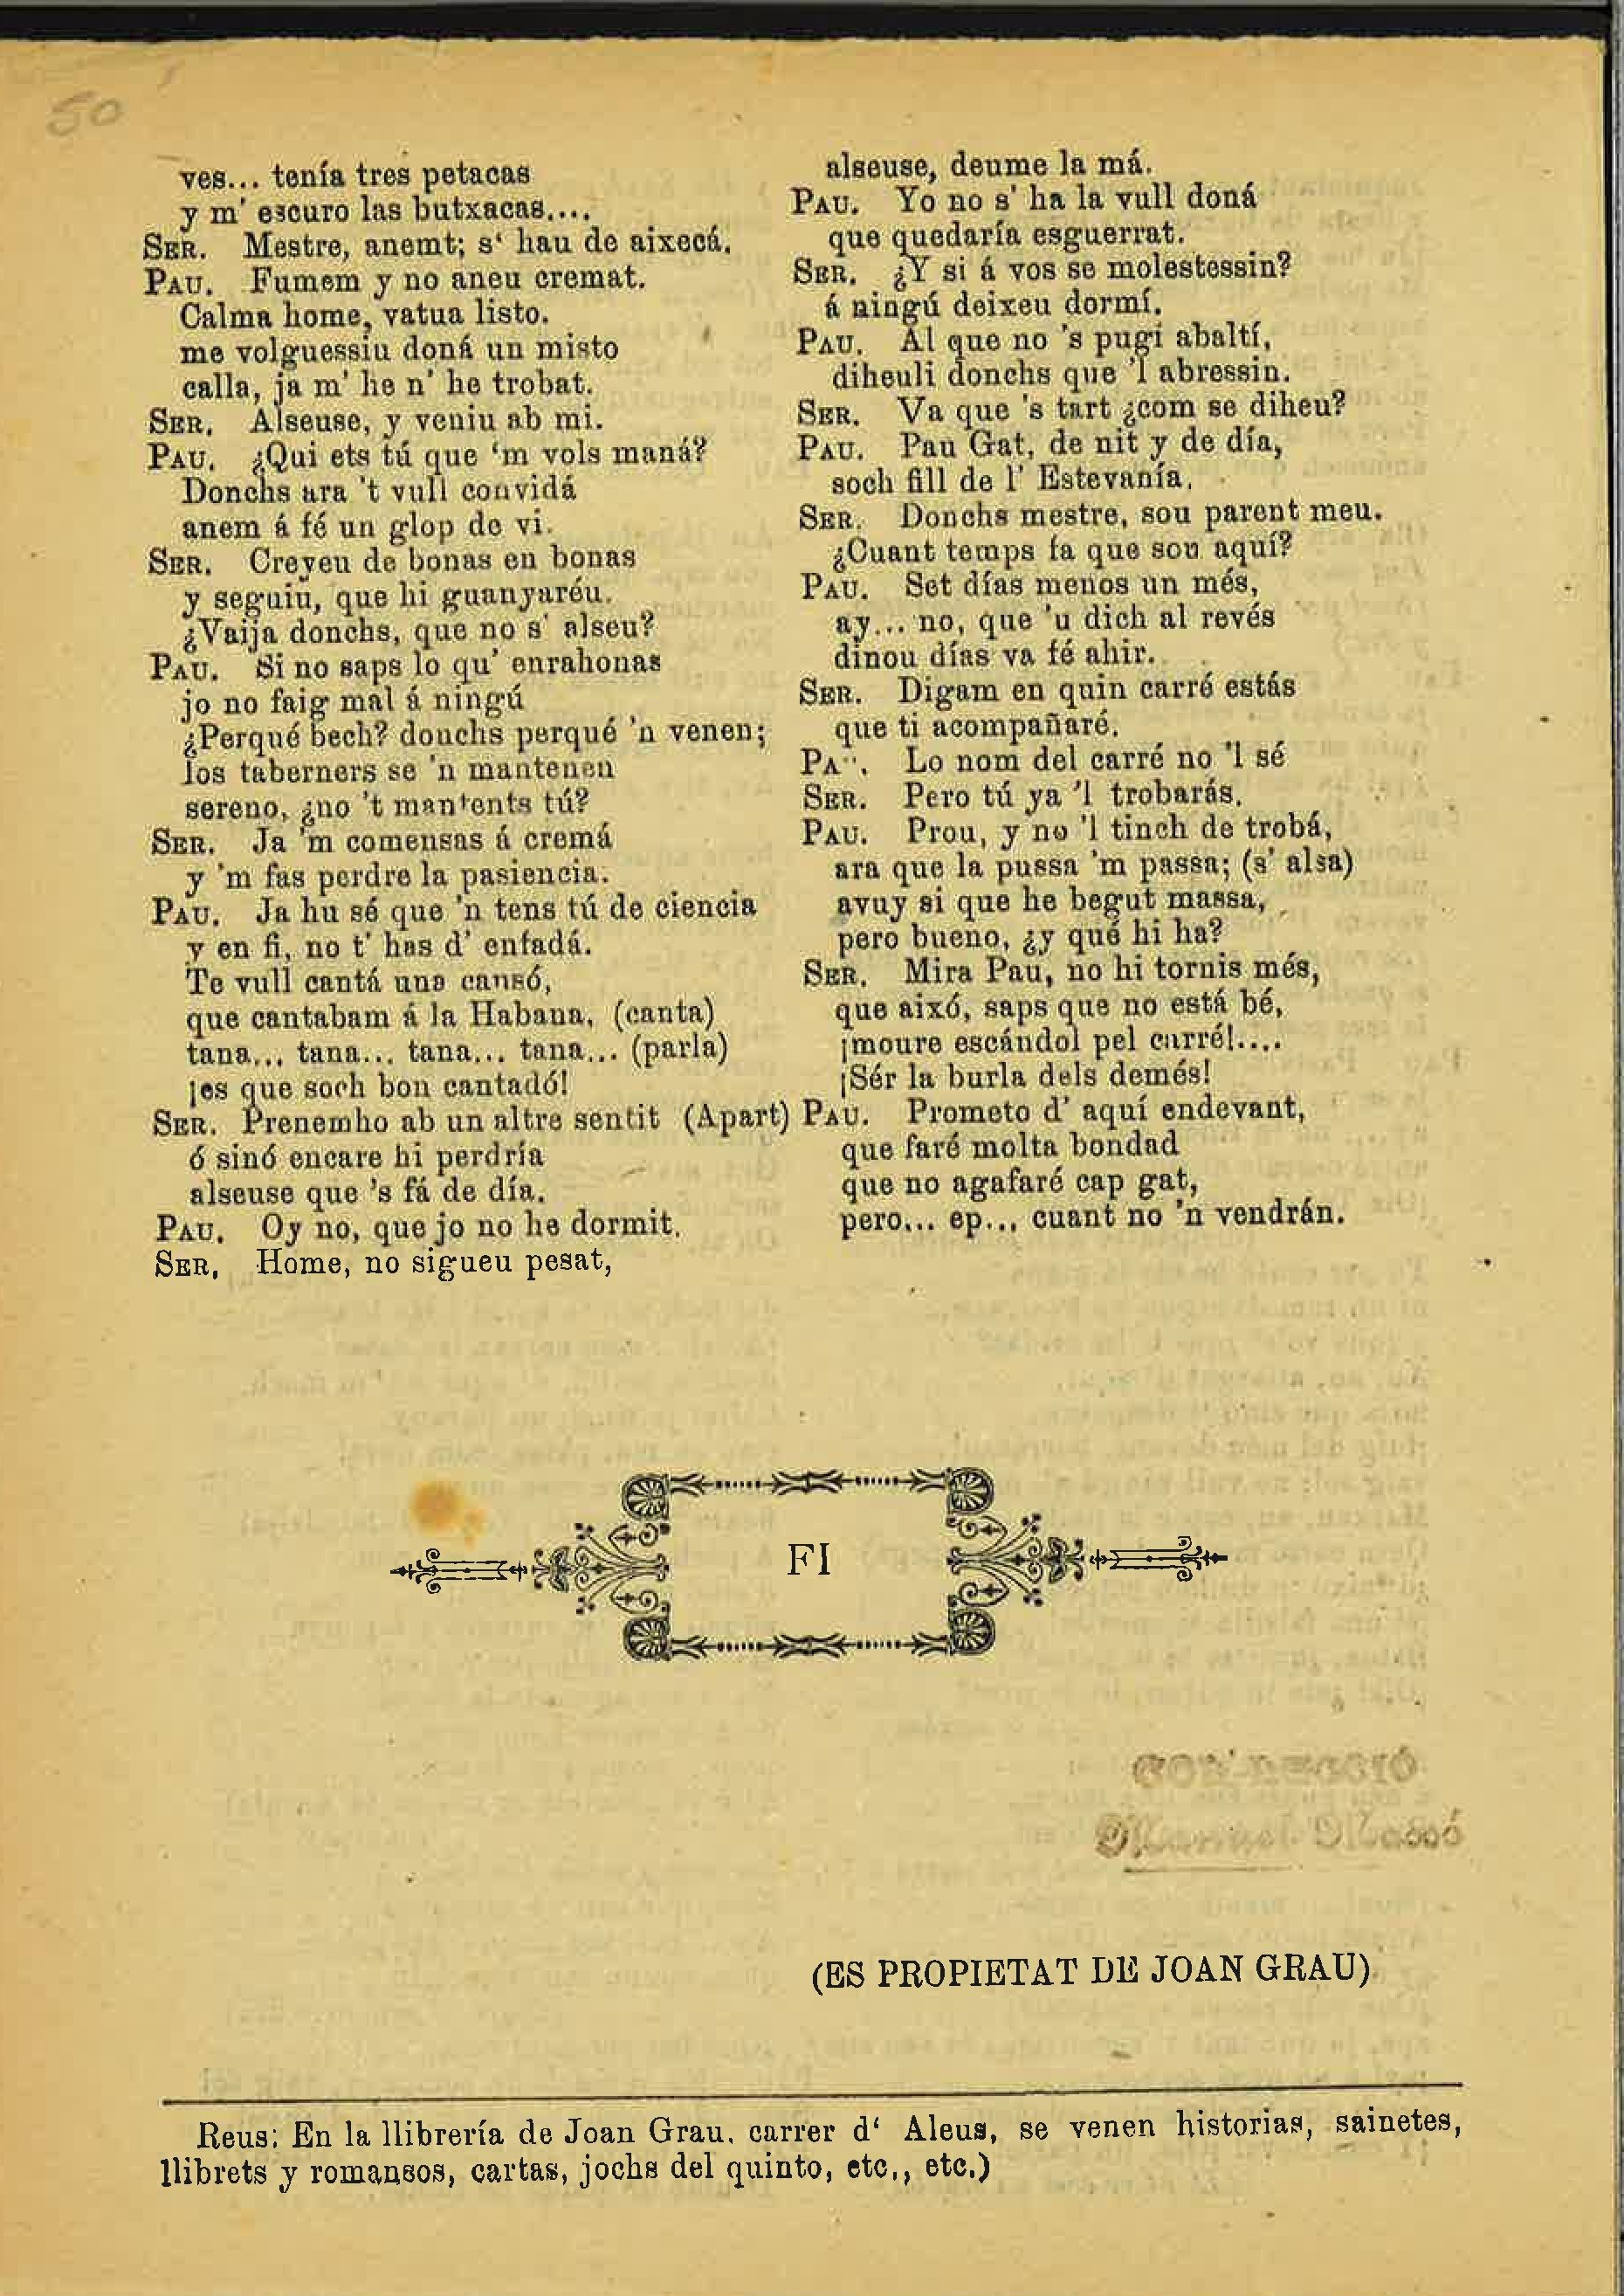 50
ves... tenía tres petacas
y m' escuro las butxacas....
SER. Mestre, anemt; s‘ hau de aixecá.
PAU. Fumem y no aneu cremat.
Calma home, vatua listo.
me volguessiu doná un misto
calla, ja m' he n' he trobat.
SER. Alseuse, y veniu ab mi.
PAU. ¿Qui ets tú que ‘m vols maná?
Donchs ara 't vull convidá
anem á fé un glop de vi.
SER. Creyeu de bonas en bonas
y seguiu, que hi guanyaréu.
¿Vaija donchs, que no s' alseu?
PAU. Si no saps lo qu' enrahonas
jo no faig mal á ningú
¿Perqué bech? donchs perqué 'n venen;
los taberners se 'n mantenen
sereno, ¿no 't mantents tú?
SER. Ja 'm comensas á cremá
y 'm fas perdre la pasiencia.
PAU. Ja hu sé que 'n tens tú de ciencia
y en fi, no t' has d' enfadá.
Te vull cantá una cansó,
que cantabam á la Habana, (canta)
tana... tana... tana... tana... (parla)
¡es que soch bon cantadó!
SER. Prenemho ab un altre sentit (Apart)
ó sinó encare hi perdría
alseuse que 's fá de día.
PAU. Oy no, que jo no he dormit.
SER. Home, no sigueu pesat,
alseuse, deume la má.
PAU. Yo no s' ha la vull doná
que quedaría esguerrat.
SER. ¿Y si á vos se molestessin?
á ningú deixeu dormí.
PAU. Al que no 's pugi abaltí,
diheuli donchs que 'l abressin.
SER. Va que 's tart ¿com se diheu?
PAU. Pau Gat, de nit y de día,
soch fill de l' Estevanía.
SER. Donchs mestre, sou parent meu.
¿Cuant temps fa que sou aquí?
PAU. Set días menos un més,
ay... no, que 'u dich al revés
dinou días va fé ahir.
SER. Digam en quin carré estás
que ti acompañaré.
PA . Lo nom del carré no 'l sé
SER. Pero tú ya 'l trobarás.
PAU. Prou, y no 'l tinch de trobá,
ara que la pussa 'm passa; (s' alsa)
avuy si que he begut massa,
pero bueno, ¿y qué hi ha?
SER. Mira Pau, no hi tornis més,
que aixó, saps que no está bé,
¡moure escándol pel carré!....
¡Sér la burla dels demés!
PAU. Prometo d' aquí endevant,
que faré molta bondad
que no agafaré cap gat,
pero... ep... cuant no 'n vendrán.
FI
(ES PROPIETAT DE JOAN GRAU)
Reus: En la llibrería de Joan Grau. carrer d‘ Aleus, se venen historias, sainetes,
llibrets y romansos, cartas, jochs del quinto, etc., etc.)